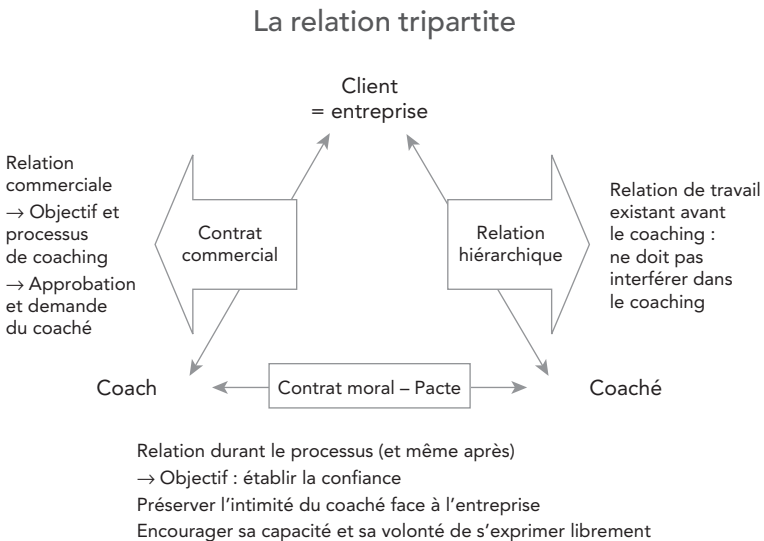 La relation tripartite
Client
= entreprise
Relation
commerciale
→ Objectif et
processus
de coaching
→ Approbation
et demande
du coaché
Contrat
commercial
Relation
hiérarchique
Relation de travail
existant avant
le coaching :
ne doit pas
interférer dans
le coaching
Coach
Contrat moral – Pacte
Coaché
Relation durant le processus (et même après)
→ Objectif : établir la confiance
Préserver l’intimité du coaché face à l’entreprise
Encourager sa capacité et sa volonté de s’exprimer librement